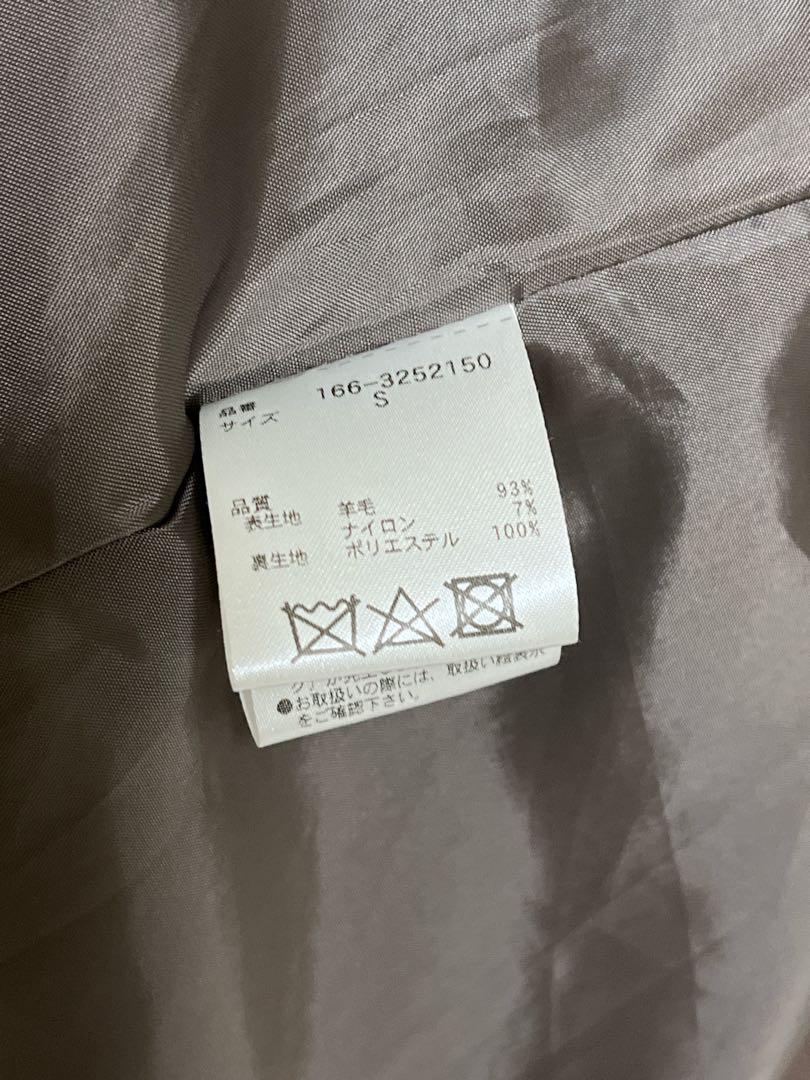 品番 166-3252150
サイズ S
品質
表生地 羊毛 93%
ナイロン 7%
裏生地 ポリエステル 100%
●お取扱いの際には、取扱い絵表示
をご確認下さい。